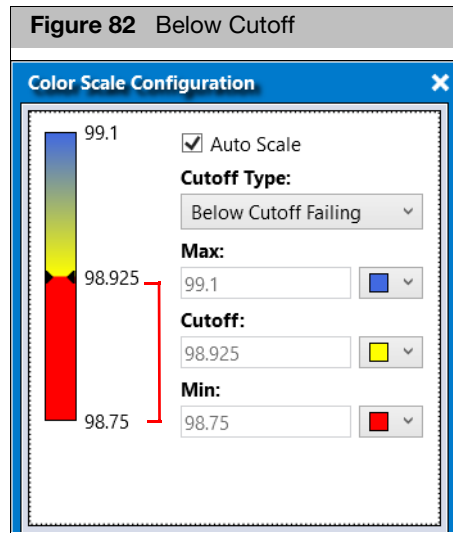 Figure 82 Below Cutoff
Color Scale Configuration
99.1
Auto Scale
Cutoff Type:
Below Cutoff Failing
Max:
98.925
99.1
Cutoff:
98.925
Min:
98.75
98.75